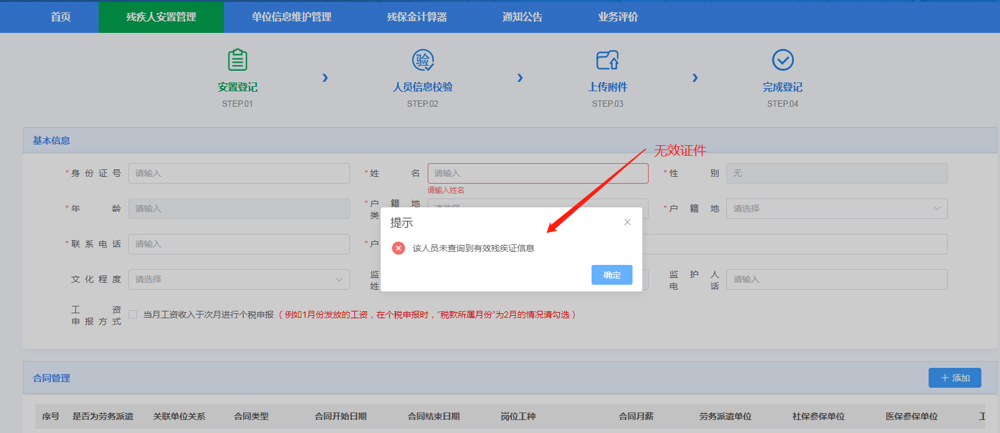 首页 残疾人安置管理 单位信息维护管理 残保金计算器 通知公告 业务评价
验
安置登记 人员信息校验 上传附件 完成登记
STEP.01 STEP.02 STEP.03 STEP.04
基本信息
无效证件
*身份证号 请输入 *姓名 请输入 *性别 无
请输入姓名
*年龄 请输入 *户籍地 请选择 *户籍地 请选择
类
提示
*联系电话 请输入 *户
该人员未查询到有效残疾证信息
确定
文化程度 请选择 监 监护人 请输入
姓 电话
工资
申报方式 当月工资收入于次月进行个税申报（例如1月份发放的工资，在个税申报时，"税款所属月份"为2月的情况请勾选）
合同管理 添加
序号 是否为劳务派遣 关联单位关系 合同类型 合同开始日期 合同结束日期 岗位工种 合同月薪 劳务派遣单位 社保参保单位 医保参保单位 工